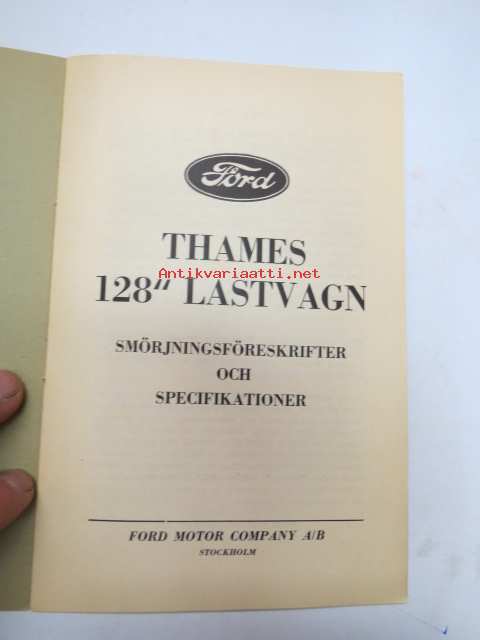 Ford
THAMES
Antikvariaatti.net
128" LASTVAGN
SMÖRJNINGSFÖRESKRIFTER
OCH
SPECIFIKATIONER
FORD MOTOR COMPANY A/B
STOCKHOLM